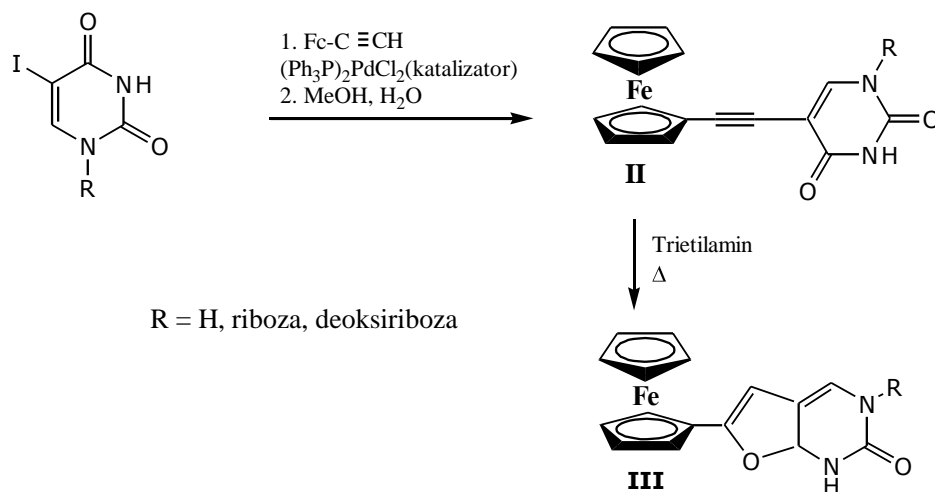 O
I
NH
N
O
R
1. Fc-C ≡ CH
(Ph3P)2PdCl2(katalizator)
2. MeOH, H2O
Fe
R
N
O
NH
O
II
Trietilamin
Δ
R = H, riboza, deoksiriboza
Fe
R
N
O
N
H
O
III